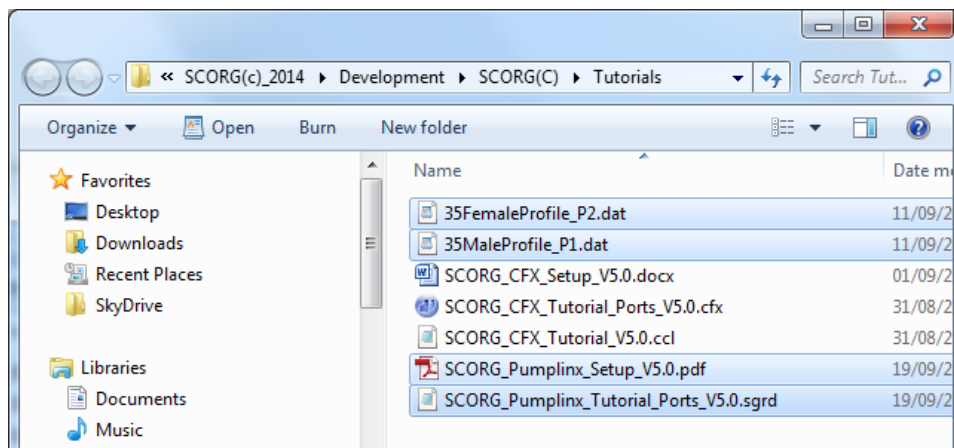 « SCORG(c)_2014 ▸ Development ▸ SCORG(C) ▸ Tutorials
Search Tut...
Organize ▾ Open Burn New folder
Name Date m
Favorites
Desktop
Downloads
Recent Places
SkyDrive
Libraries
Documents
Music
35FemaleProfile_P2.dat 11/09/2
35MaleProfile_P1.dat 11/09/2
SCORG_CFX_Setup_V5.0.docx 01/09/2
SCORG_CFX_Tutorial_Ports_V5.0.cfx 31/08/2
SCORG_CFX_Tutorial_V5.0.ccl 31/08/2
SCORG_Pumplinx_Setup_V5.0.pdf 19/09/2
SCORG_Pumplinx_Tutorial_Ports_V5.0.sgrd 19/09/2